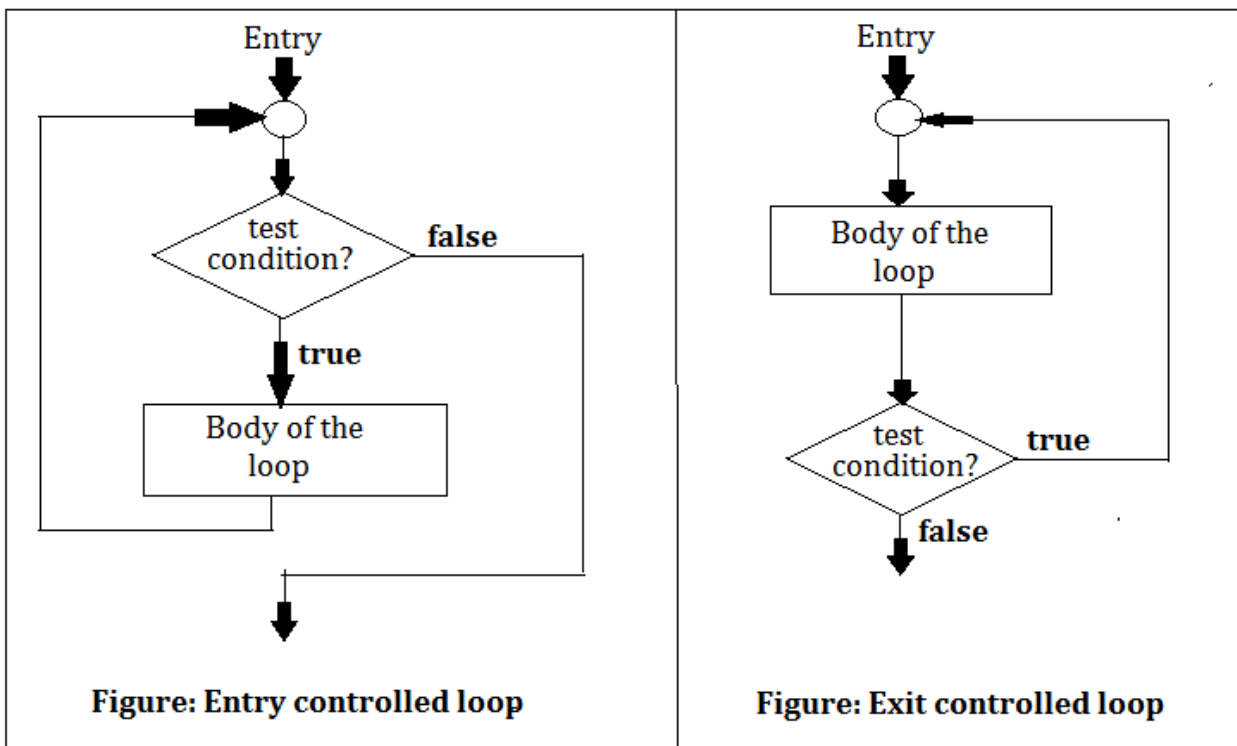 Entry
test
condition?
false
true
Body of the
loop
Figure: Entry controlled loop
Entry
Body of the
loop
test
condition?
true
false
Figure: Exit controlled loop